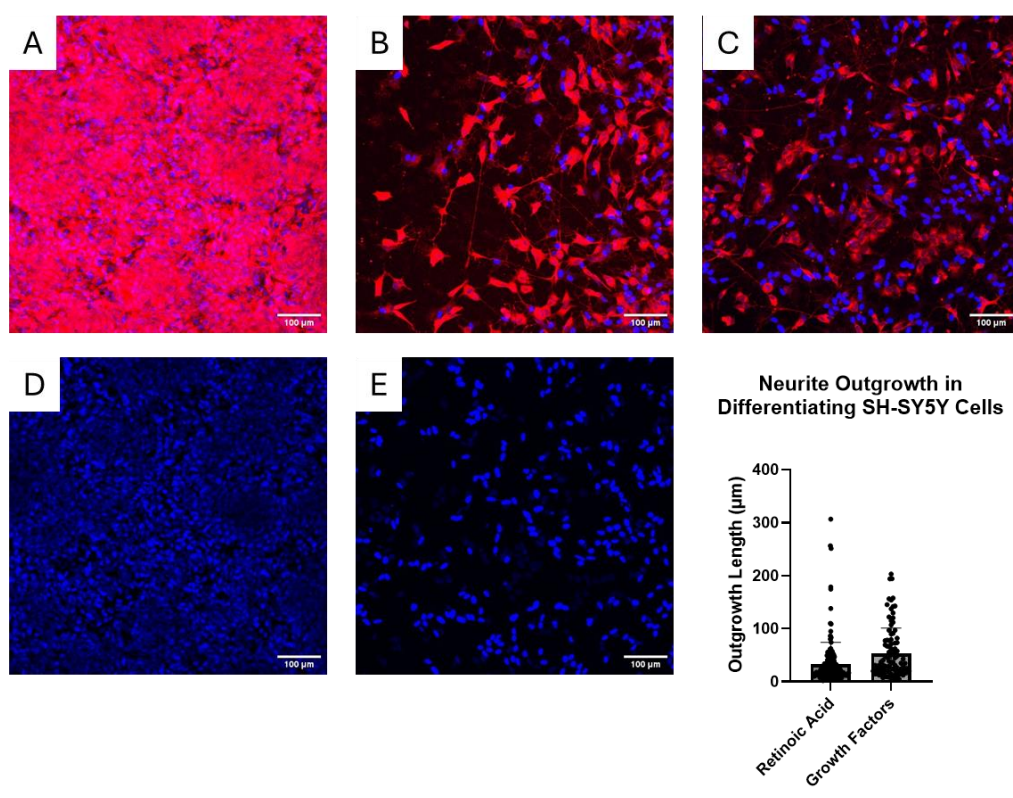 A
B
C
100 µm
100 µm
100 µm
D
E
100 µm
100 µm
Neurite Outgrowth in
Differentiating SH-SY5Y Cells
Outgrowth Length (µm)
400
300
200
100
0
Retinoic Acid
Growth Factors